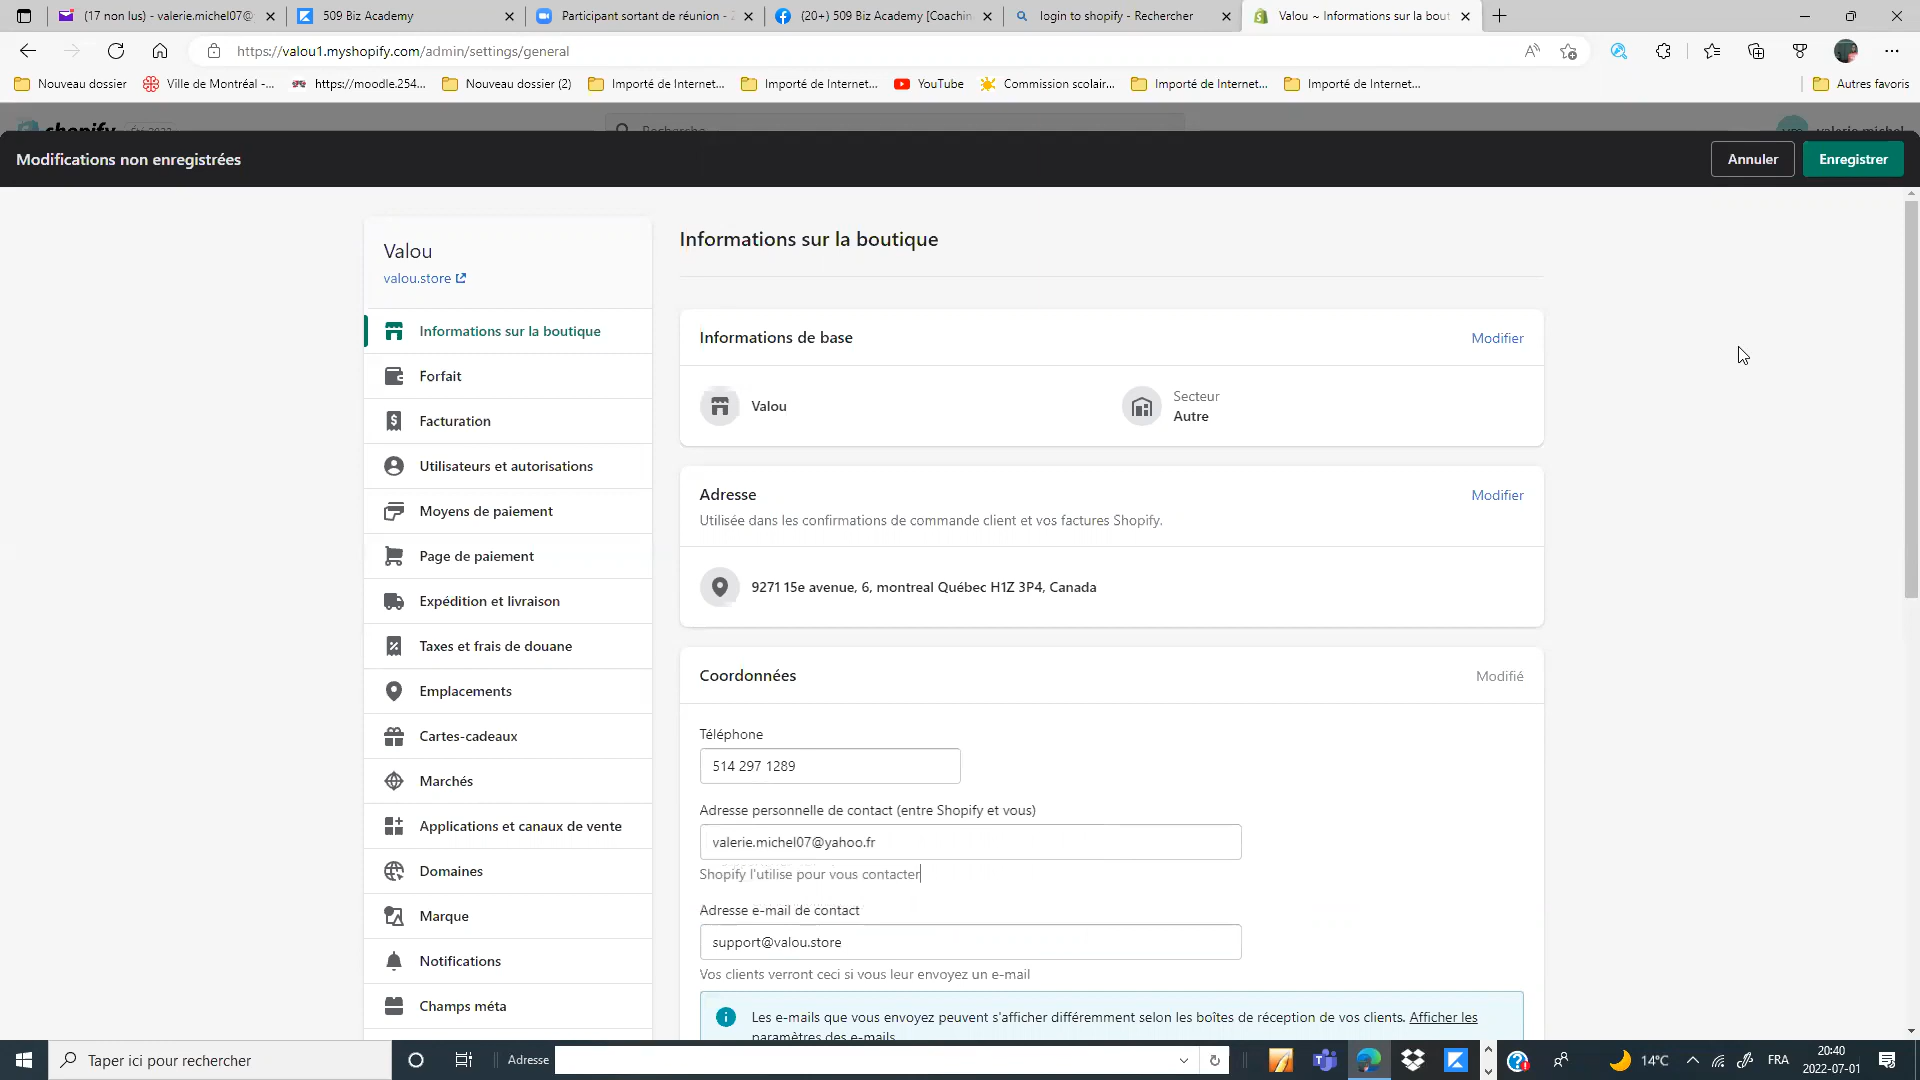 (17 non lus) - valerie.michel07@
509 Biz Academy
Participant sortant de réunion -
(20+) 509 Biz Academy [Coachin
login to shopify - Rechercher
Valou ~ Informations sur la bout
https://valou1.myshopify.com/admin/settings/general
Nouveau dossier
Ville de Montréal -...
https://moodle.254...
Nouveau dossier (2)
Importé de Internet...
Importé de Internet...
YouTube
Commission scolair...
Importé de Internet...
Importé de Internet...
Autres favoris
shopify
Recherche
valerie michel
Modifications non enregistrées
Annuler
Enregistrer
Valou
valou.store
Informations sur la boutique
Forfait
Facturation
Utilisateurs et autorisations
Moyens de paiement
Page de paiement
Expédition et livraison
Taxes et frais de douane
Emplacements
Cartes-cadeaux
Marchés
Applications et canaux de vente
Domaines
Marque
Notifications
Champs méta
Informations sur la boutique
Informations de base
Modifier
Valou
Secteur
Autre
Adresse
Modifier
Utilisée dans les confirmations de commande client et vos factures Shopify.
9271 15e avenue, 6, montreal Québec H1Z 3P4, Canada
Coordonnées
Modifié
Téléphone
514 297 1289
Adresse personnelle de contact (entre Shopify et vous)
valerie.michel07@yahoo.fr
Shopify l'utilise pour vous contacter
Adresse e-mail de contact
support@valou.store
Vos clients verront ceci si vous leur envoyez un e-mail
Les e-mails que vous envoyez peuvent s'afficher différemment selon les boîtes de réception de vos clients. Afficher les
paramètres des e-mails
Taper ici pour rechercher
Adresse
14°C
FRA
20:40
2022-07-01